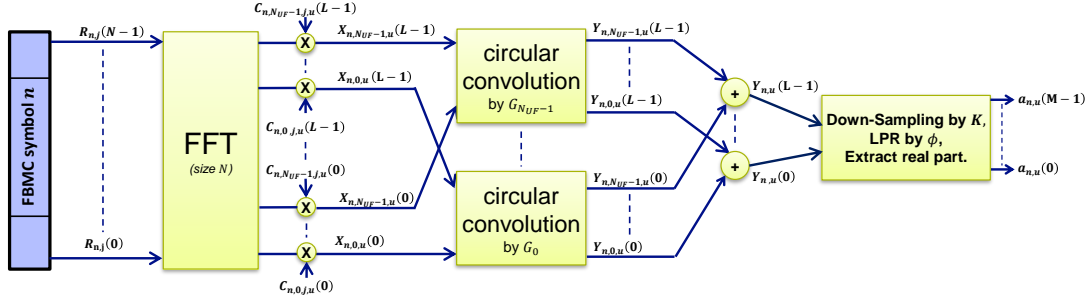 FBMC symbol n
R_{n,j}(N−1)
R_{n,j}(0)
FFT
(size N)
C_{n,N_{UF}−1,j,u}(L−1)
X
X_{n,N_{UF}−1,u}(L−1)
X
X_{n,0,u}(L−1)
C_{n,0,j,u}(L−1)
C_{n,N_{UF}−1,j,u}(0)
X
X_{n,N_{UF}−1,u}(0)
X
X_{n,0,u}(0)
C_{n,0,j,u}(0)
circular
convolution
by G_{N_{UF}−1}
circular
convolution
by G_0
Y_{n,N_{UF}−1,u}(L−1)
Y_{n,0,u}(L−1)
Y_{n,N_{UF}−1,u}(0)
Y_{n,0,u}(0)
+
Y_{n,u}(L−1)
+
Y_{n,u}(0)
Down-Sampling by K,
LPR by ϕ,
Extract real part.
a_{n,u}(M−1)
a_{n,u}(0)